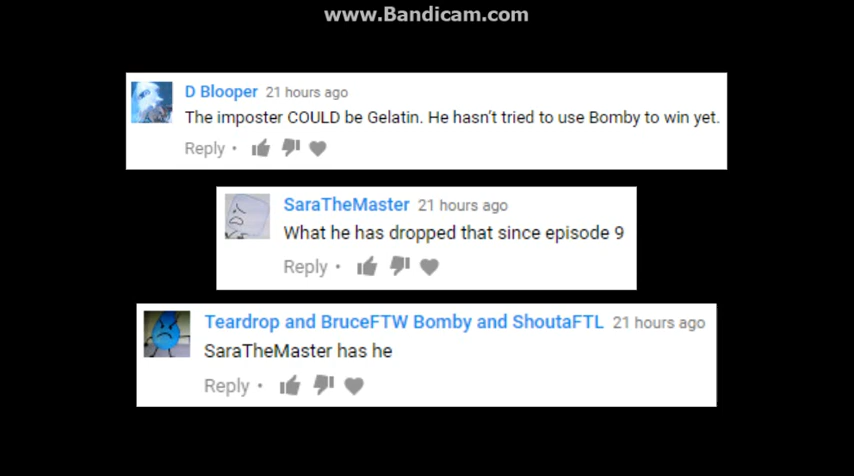 www.Bandicam.com
D Blooper 21 hours ago
The imposter COULD be Gelatin. He hasn't tried to use Bomby to win yet.
Reply •
SaraTheMaster 21 hours ago
What he has dropped that since episode 9
Reply •
Teardrop and BruceFTW Bomby and ShoutaFTL 21 hours ago
SaraTheMaster has he
Reply •